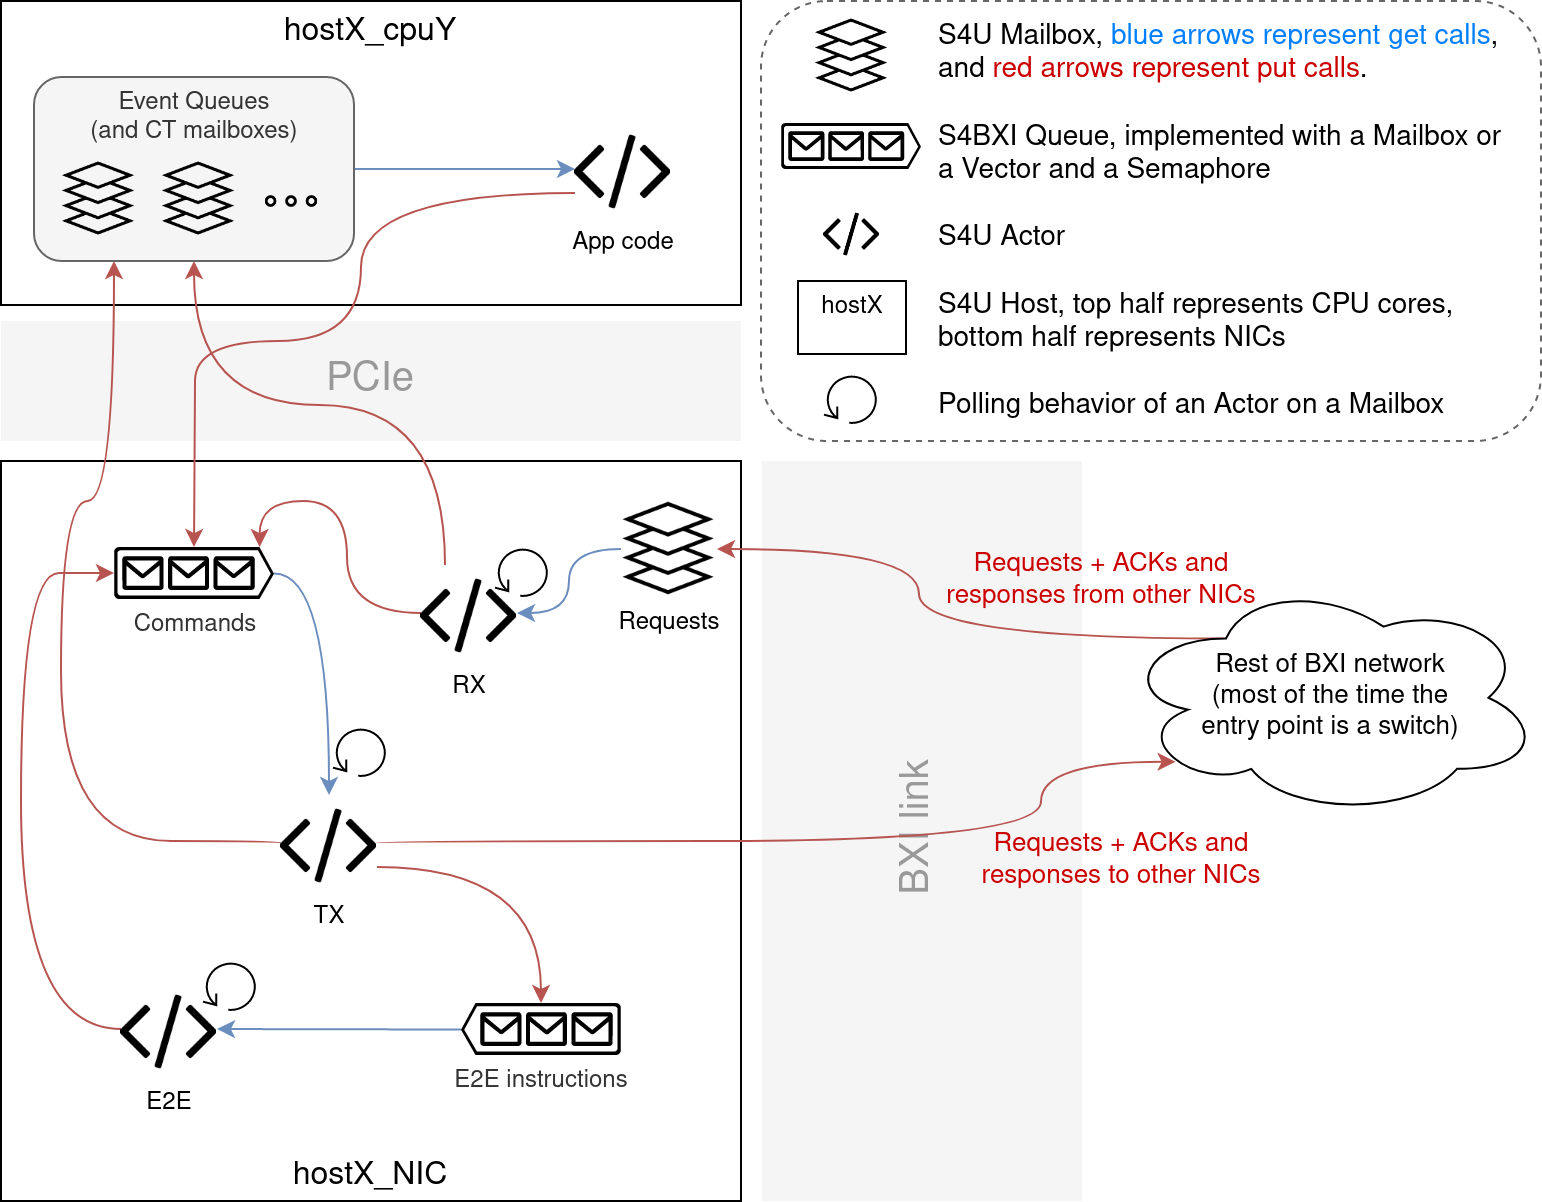 hostX_cpuY
Event Queues
(and CT mailboxes)
App code
PCIe
S4U Mailbox, blue arrows represent get calls,
and red arrows represent put calls.
S4BXI Queue, implemented with a Mailbox or
a Vector and a Semaphore
S4U Actor
hostX
S4U Host, top half represents CPU cores,
bottom half represents NICs
Polling behavior of an Actor on a Mailbox
Commands
RX
Requests
TX
E2E
E2E instructions
hostX_NIC
BXI link
Requests + ACKs and
responses from other NICs
Rest of BXI network
(most of the time the
entry point is a switch)
Requests + ACKs and
responses to other NICs